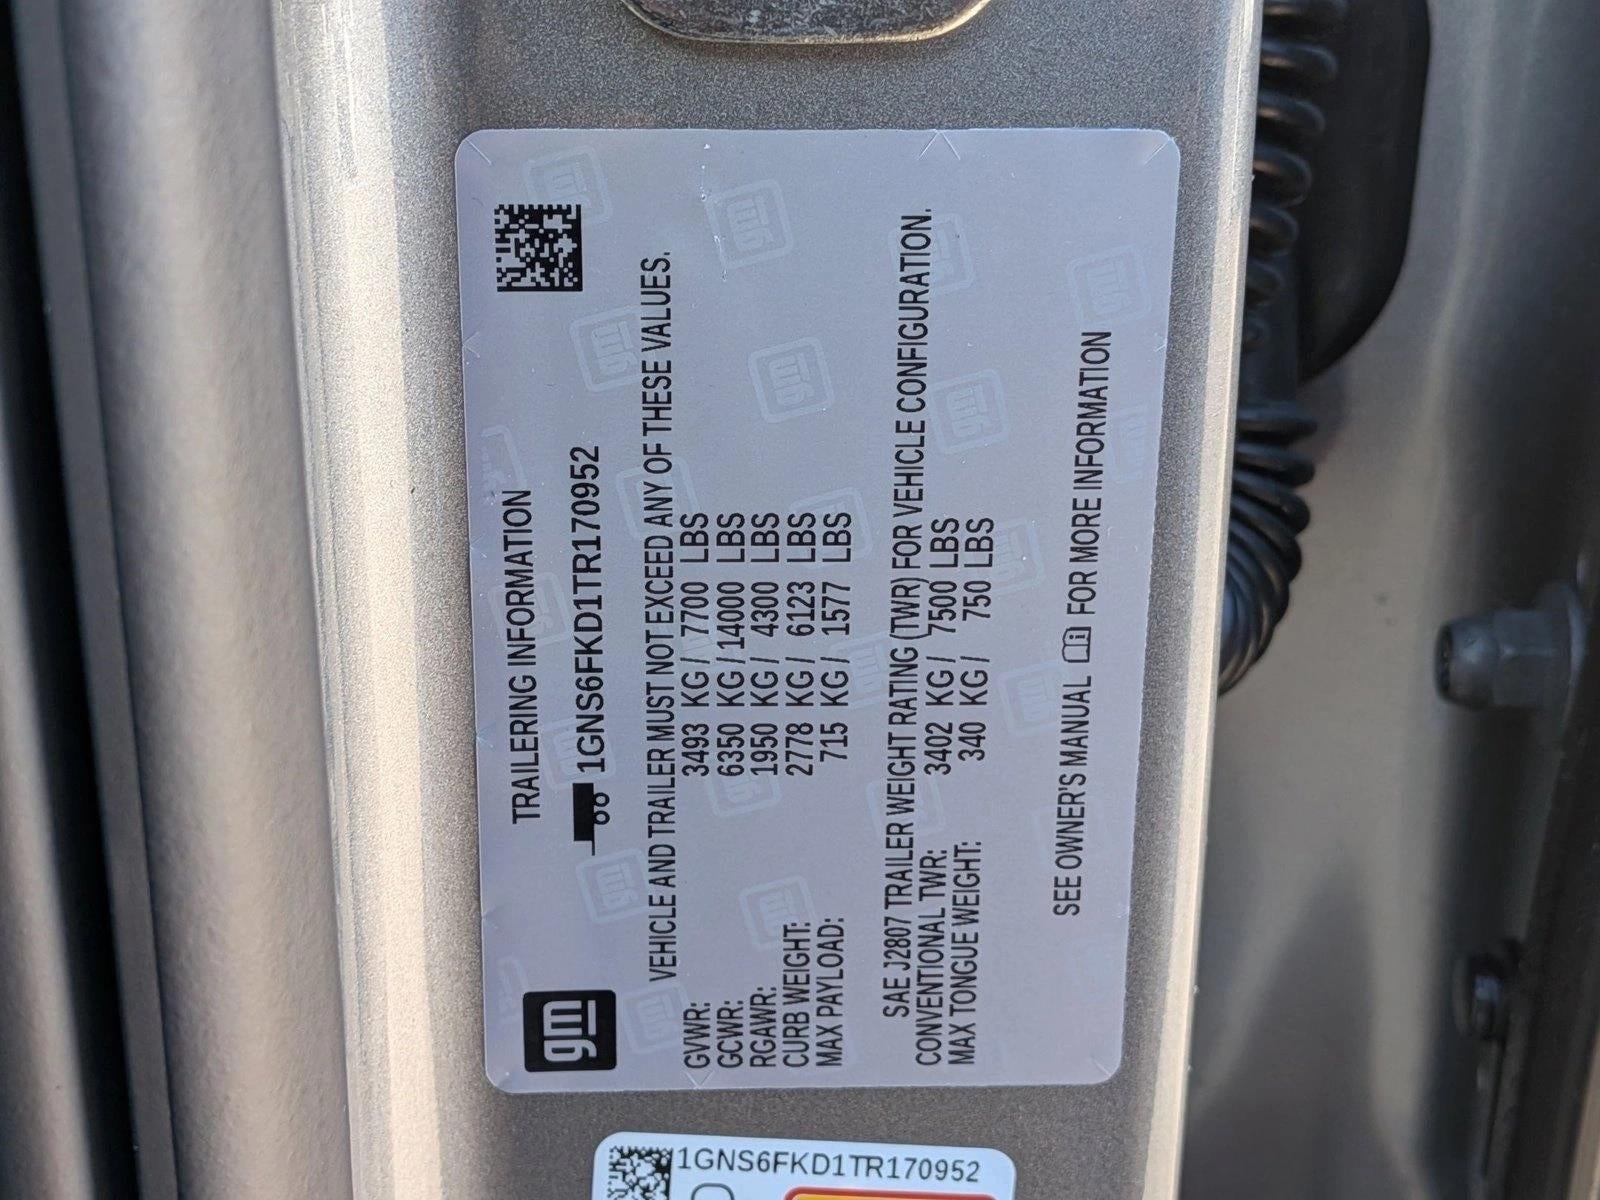 gm
TRAILERING INFORMATION
1GNS6FKD1TR170952
VEHICLE AND TRAILER MUST NOT EXCEED ANY OF THESE VALUES.
GVWR: 3493 KG / 7700 LBS
GCWR: 6350 KG / 14000 LBS
RGAWR: 1950 KG / 4300 LBS
CURB WEIGHT: 2778 KG / 6123 LBS
MAX PAYLOAD: 715 KG / 1577 LBS
SAE J2807 TRAILER WEIGHT RATING (TWR) FOR VEHICLE CONFIGURATION.
CONVENTIONAL TWR: 3402 KG / 7500 LBS
MAX TONGUE WEIGHT: 340 KG / 750 LBS
SEE OWNER'S MANUAL FOR MORE INFORMATION
1GNS6FKD1TR170952